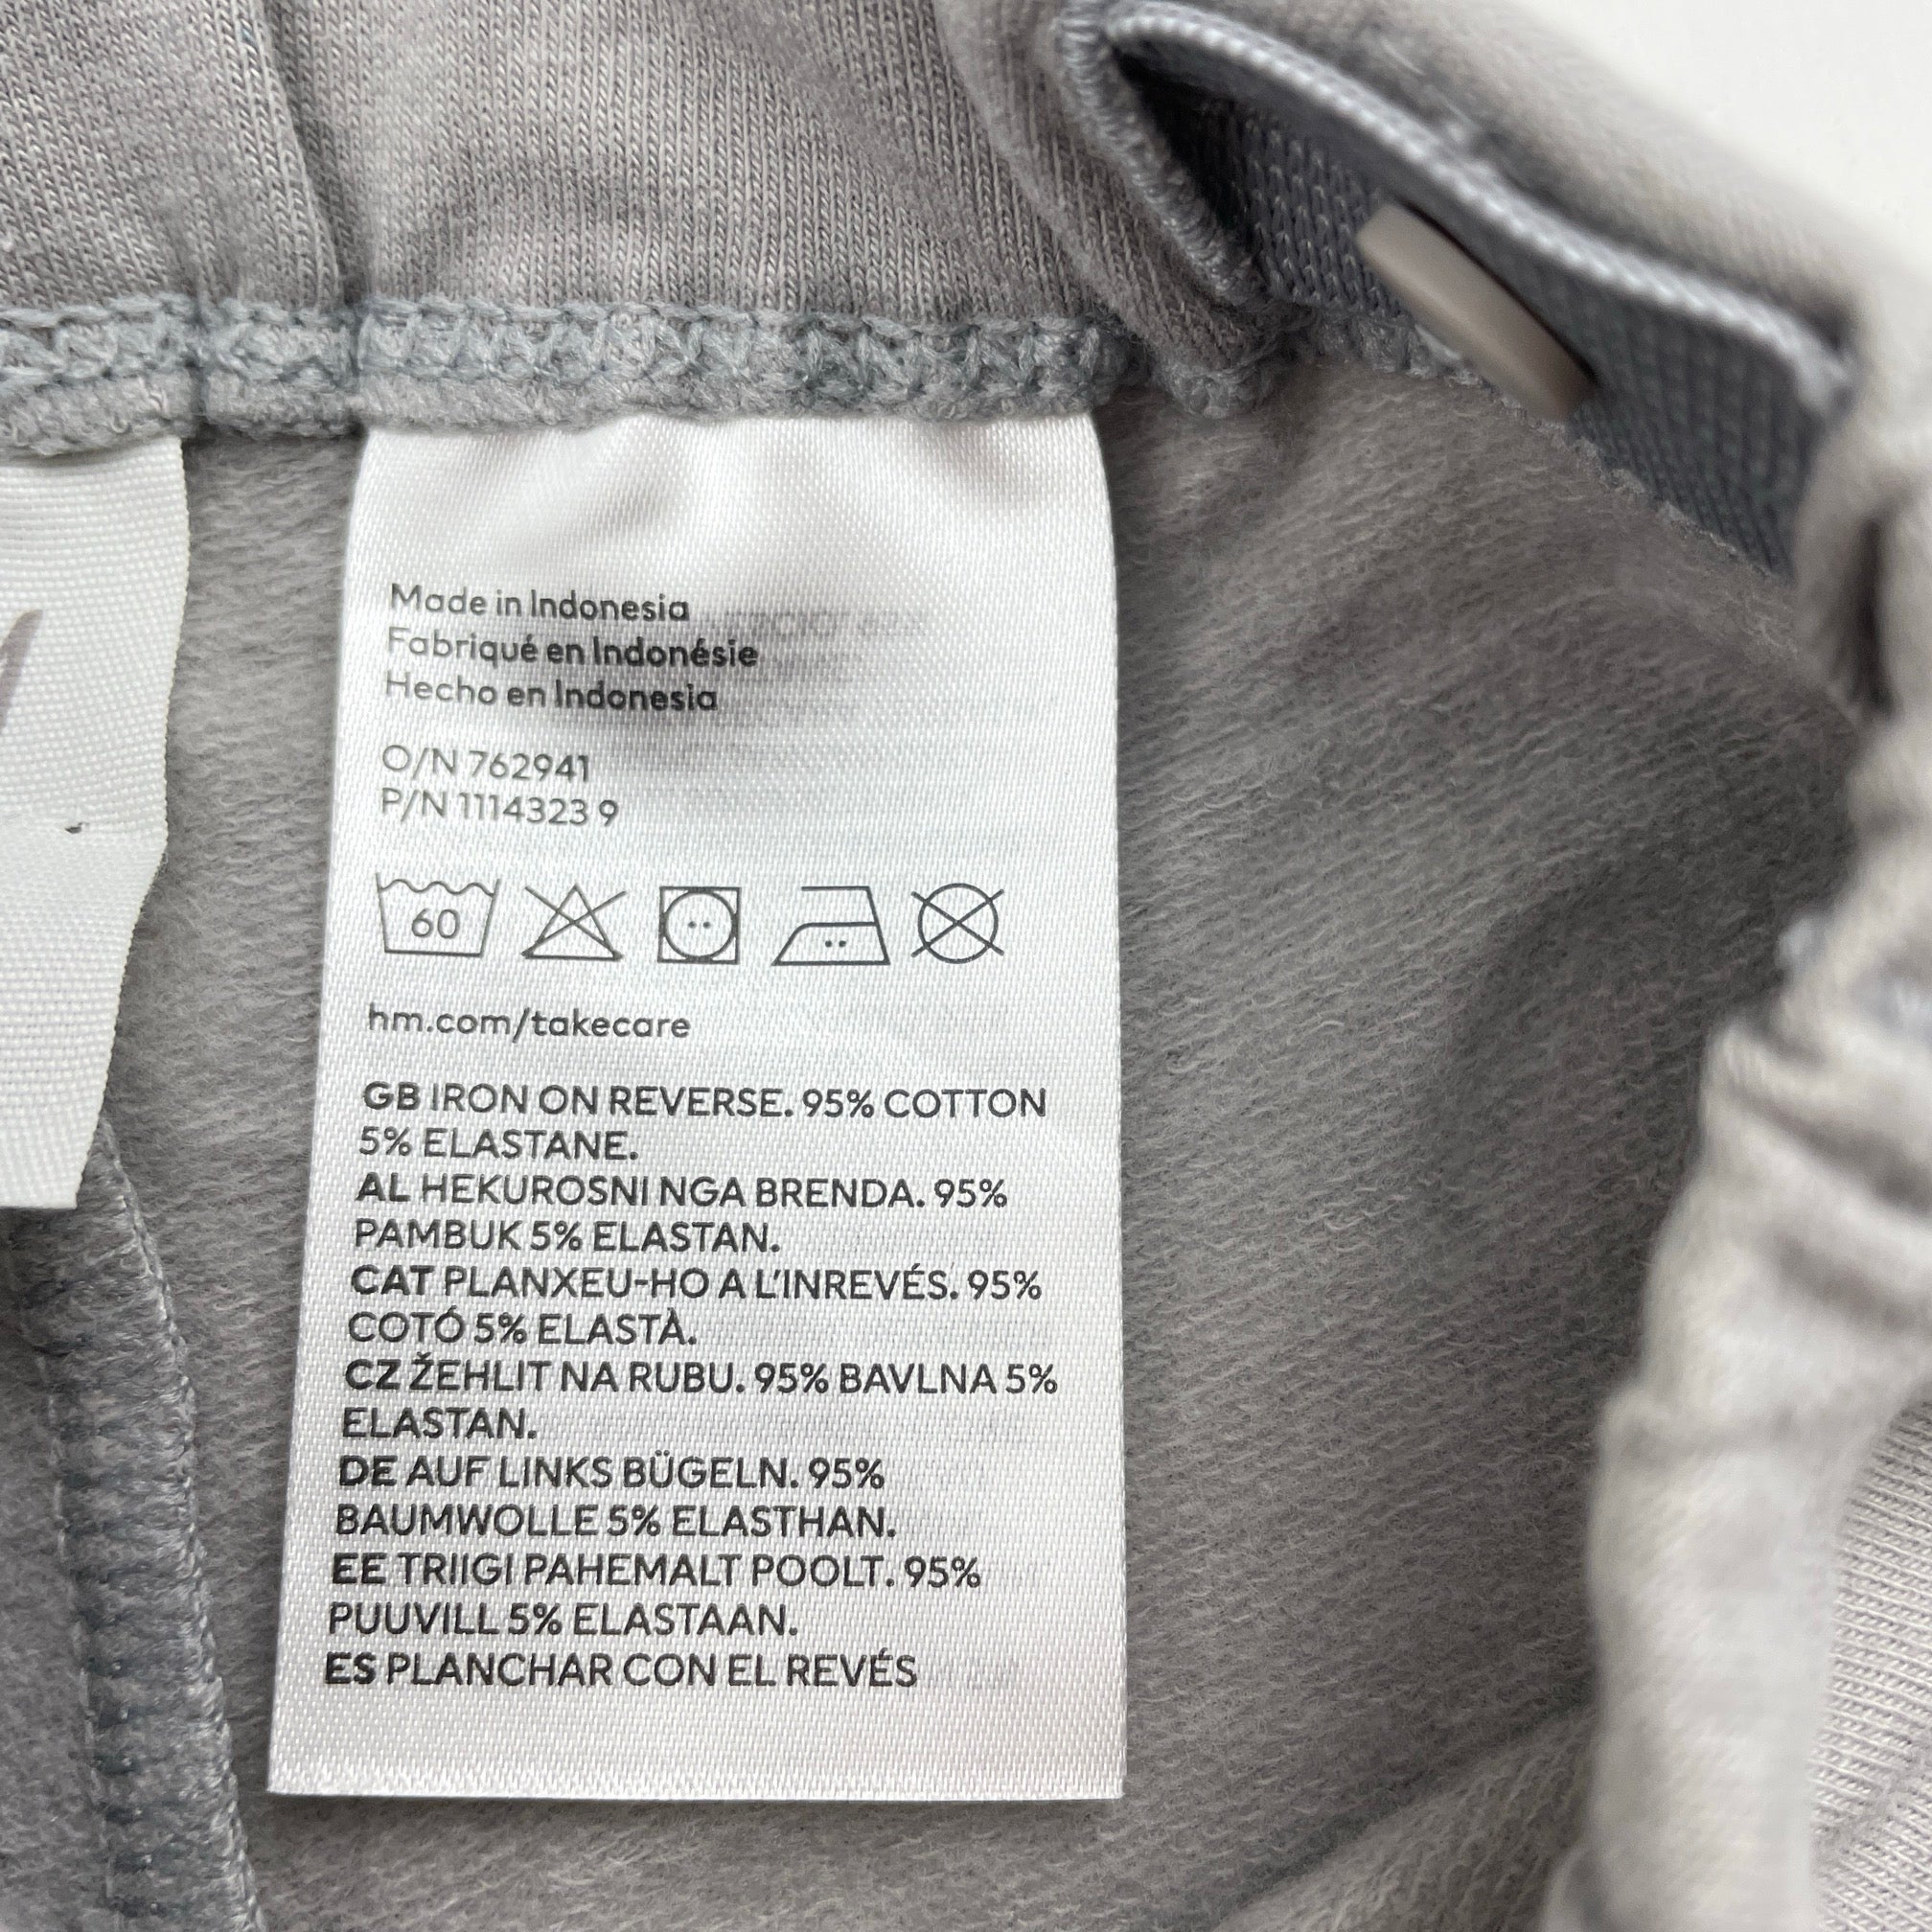 Made in Indonesia
Fabriqué en Indonésie
Hecho en Indonesia
O/N 762941
P/N 1114323 9
60
hm.com/takecare
GB IRON ON REVERSE. 95% COTTON
5% ELASTANE.
AL HEKUROSNI NGA BRENDA. 95%
PAMBUK 5% ELASTAN.
CAT PLANXEU-HO A L'INREVÉS. 95%
COTÓ 5% ELASTÀ.
CZ ŽEHLIT NA RUBU. 95% BAVLNA 5%
ELASTAN.
DE AUF LINKS BÜGELN. 95%
BAUMWOLLE 5% ELASTHAN.
EE TRIIGI PAHEMALT POOLT. 95%
PUUVILL 5% ELASTAAN.
ES PLANCHAR CON EL REVÉS